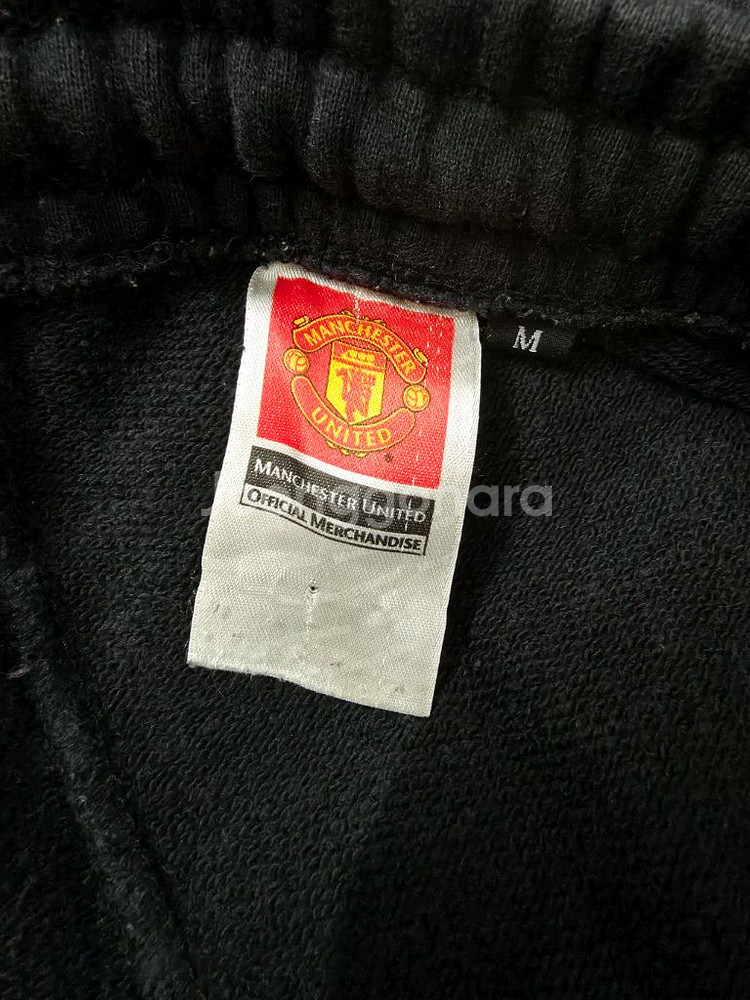 MANCHESTER
UNITED
M
MANCHESTER UNITED
OFFICIAL MERCHANDISE